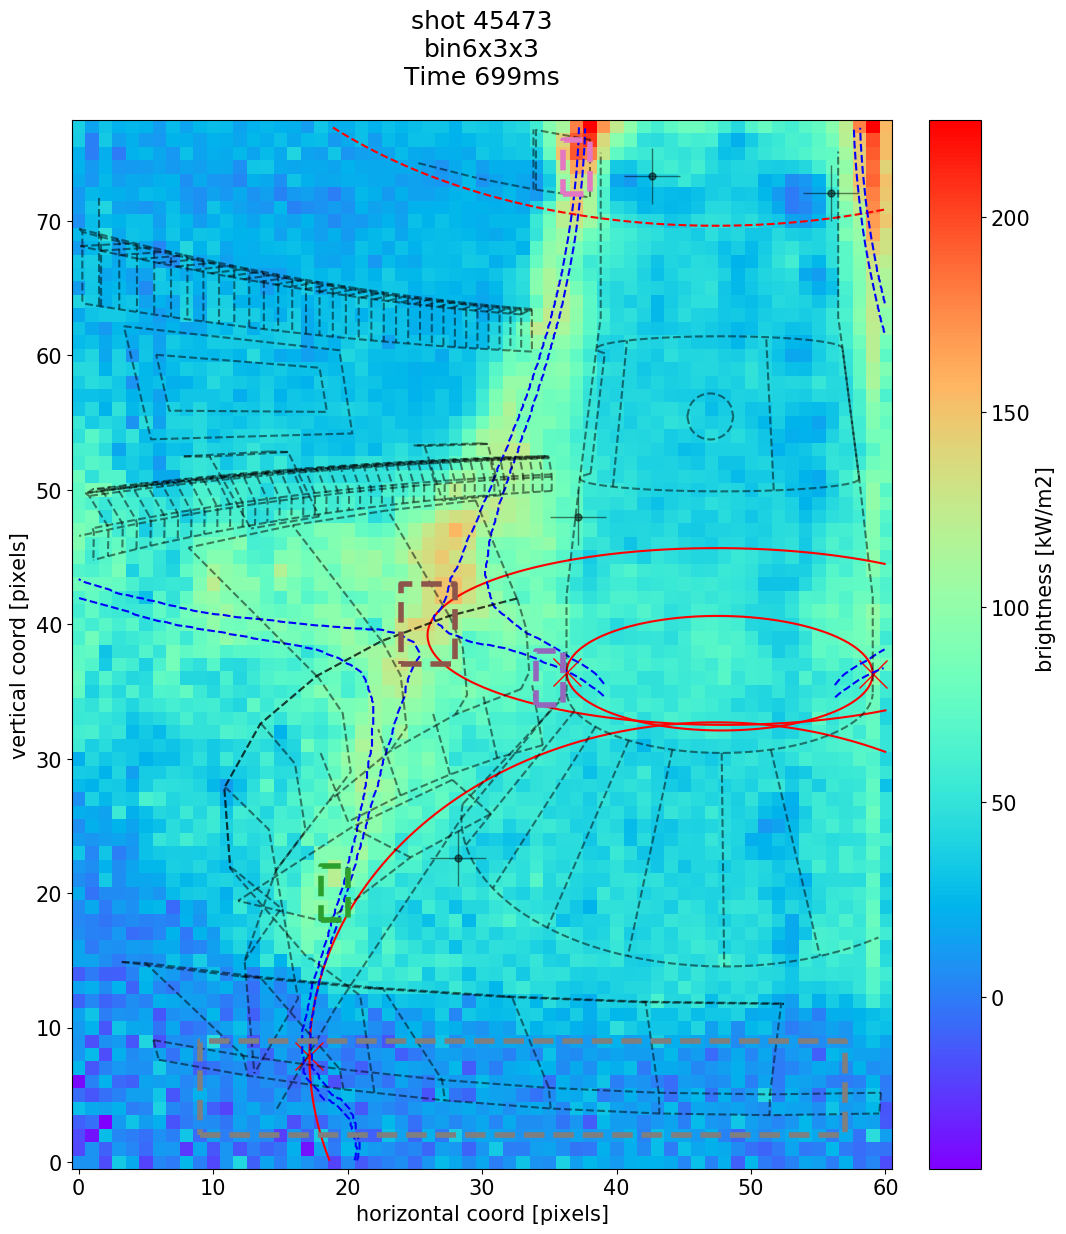 shot 45473
bin6x3x3
Time 699ms
70
60
50
40
30
20
10
0
vertical coord [pixels]
0 10 20 30 40 50 60
horizontal coord [pixels]
200
150
100
50
0
brightness [kW/m2]